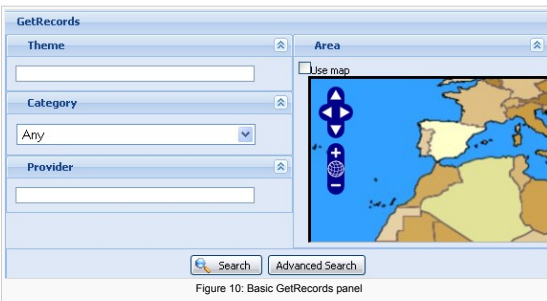 GetRecords
Theme
Category
Any
Provider
Area
Use map
Search
Advanced Search
Figure 10: Basic GetRecords panel